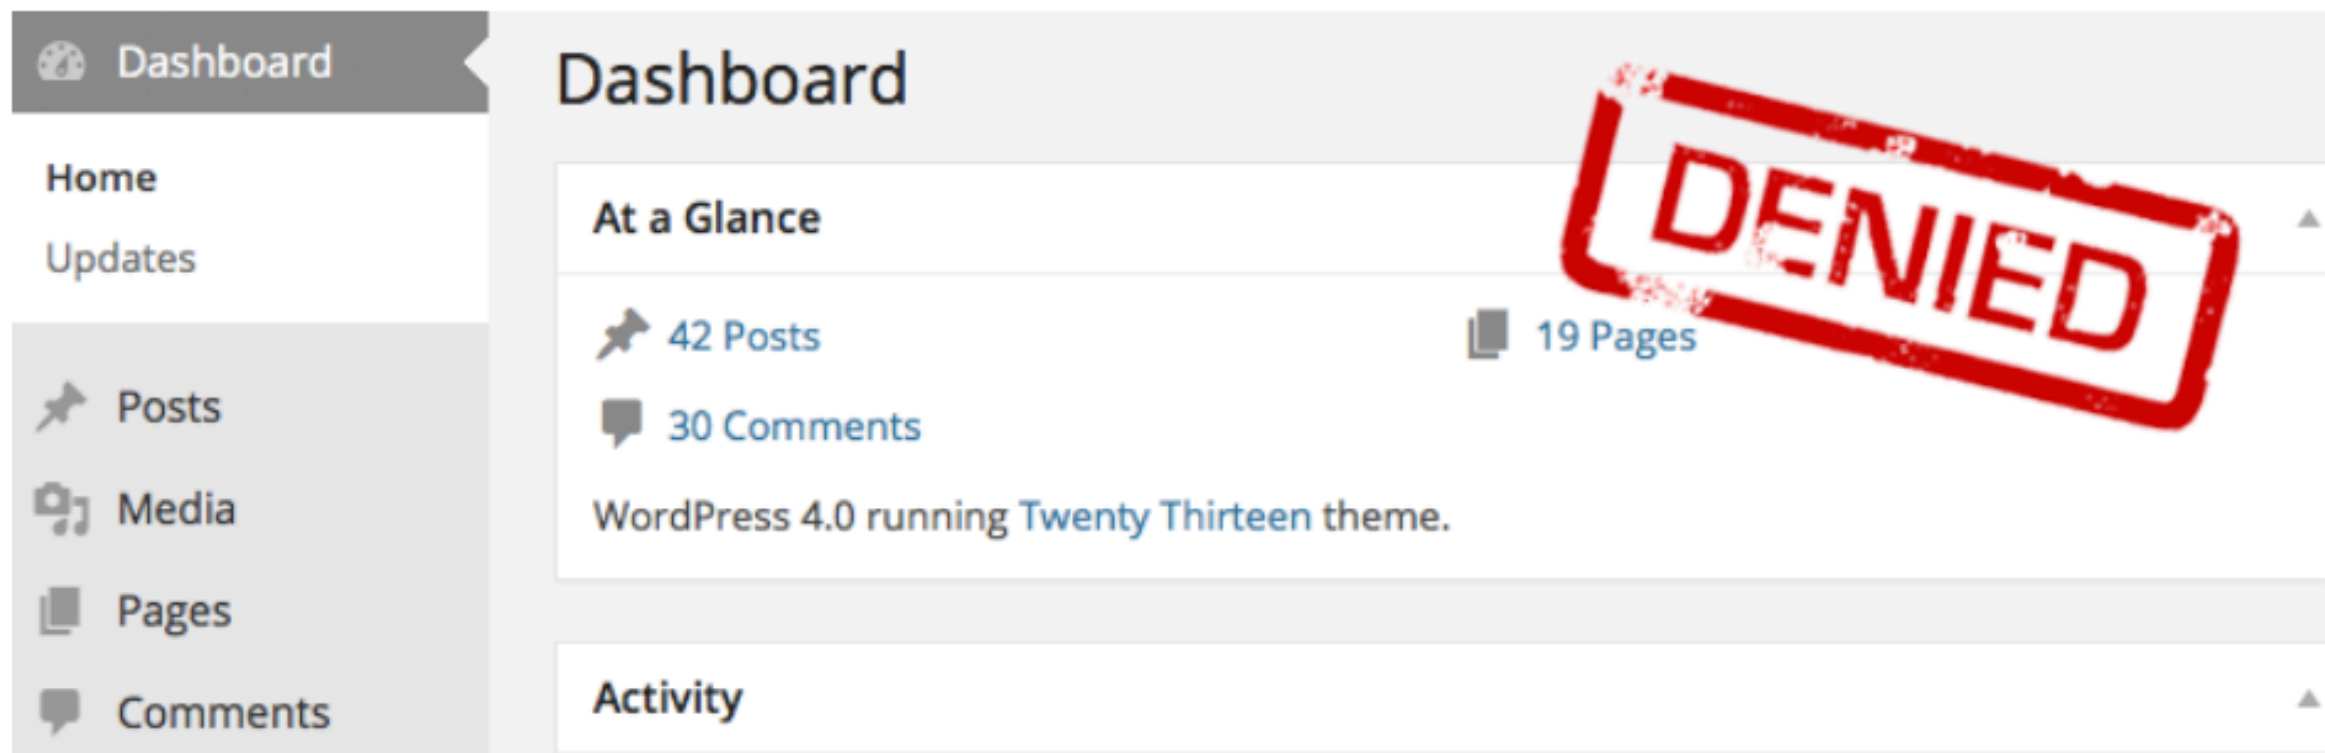 Dashboard
Home
Updates
Posts
Media
Pages
Comments
Dashboard
At a Glance
42 Posts
19 Pages
30 Comments
WordPress 4.0 running Twenty Thirteen theme.
Activity
DENIED